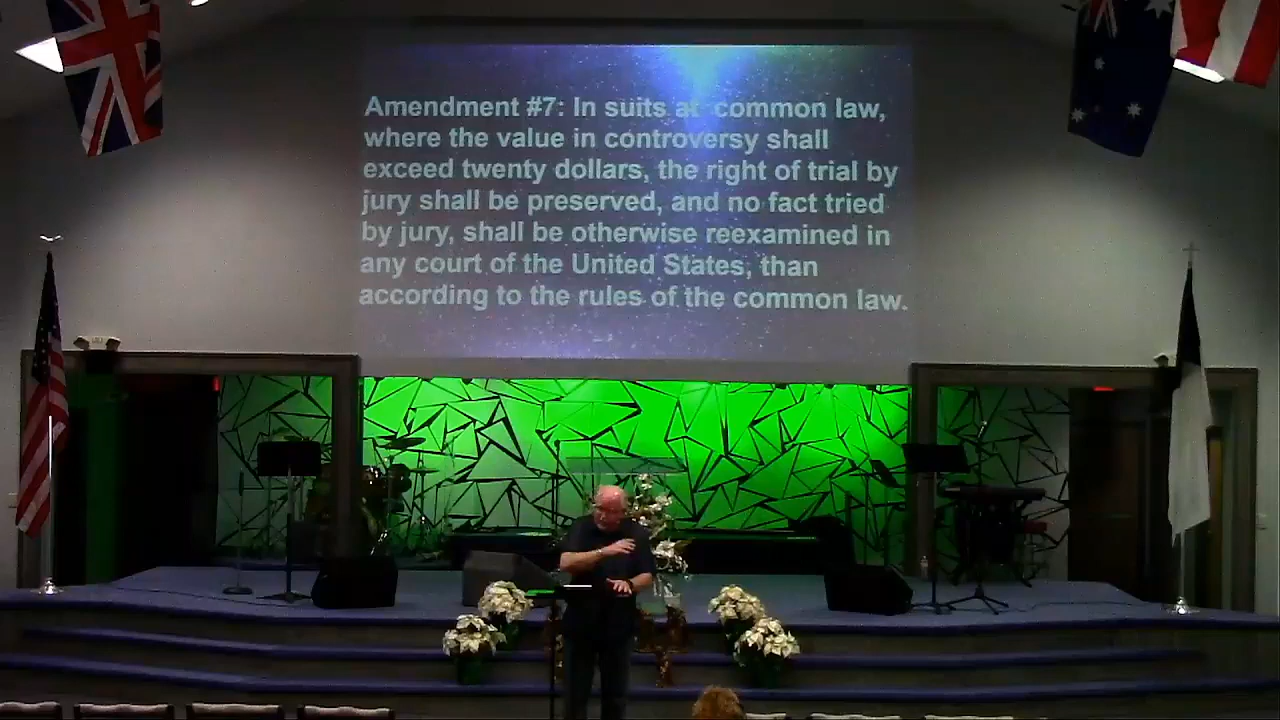 Amendment #7: In suits at common law,
where the value in controversy shall
exceed twenty dollars, the right of trial by
jury shall be preserved, and no fact tried
by jury, shall be otherwise reexamined in
any court of the United States, than
according to the rules of the common law.